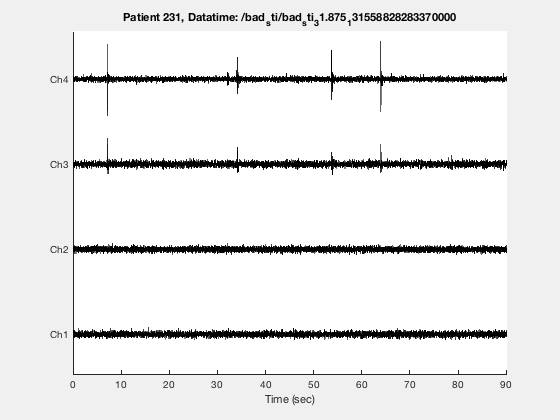 Patient 231, Datatime: /bad_sti/bad_sti_31.875_131558828283370000
Ch4
Ch3
Ch2
Ch1
0 10 20 30 40 50 60 70 80 90
Time (sec)